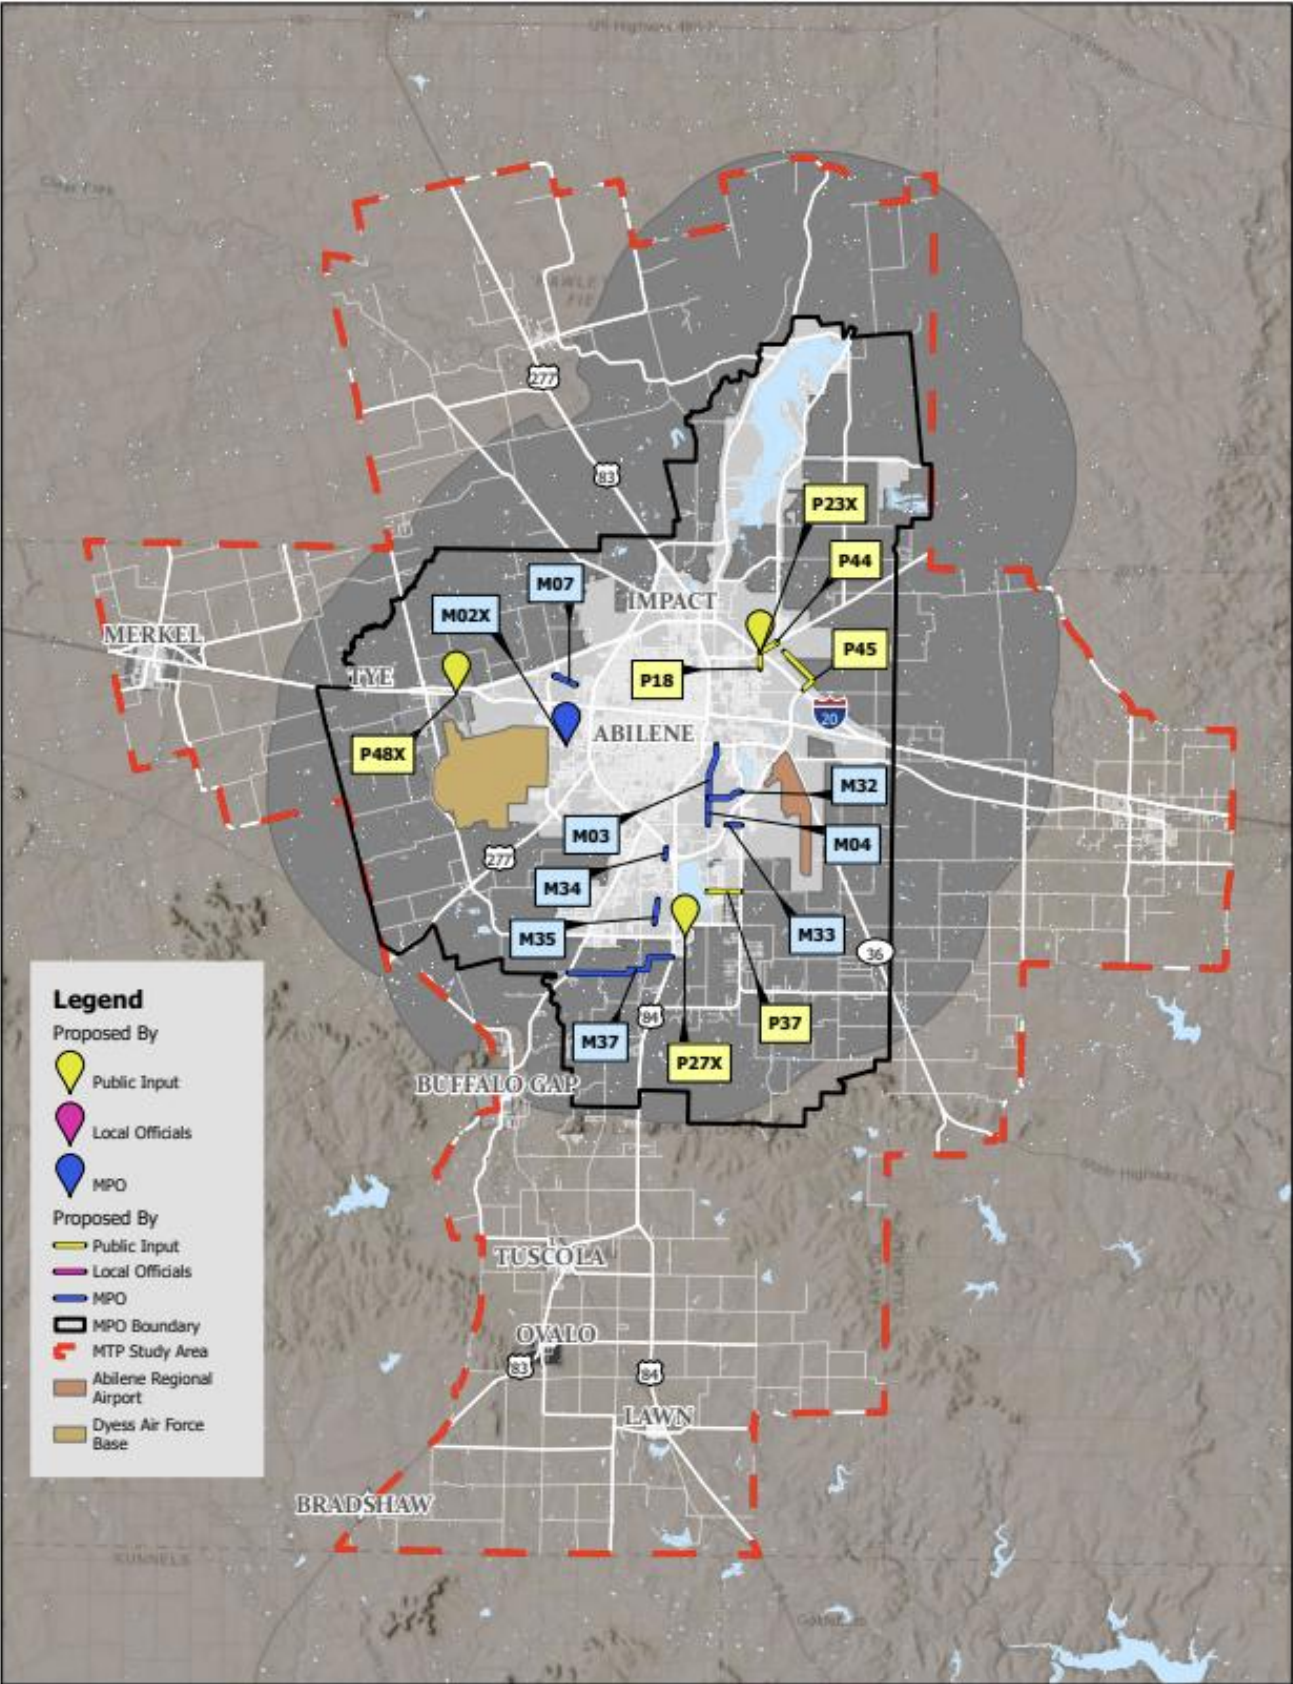 277
83
P23X
P44
M07
M02X
IMPACT
MERKEL
TYE
P18
P45
20
ABILENE
P48X
M32
M03
M04
277
M34
M33
M35
36
84
M37
P37
P27X
BUFFALO GAP
TUSCOLA
OVALO
83
84
LAWN
BRADSHAW
RUNNELS
Legend
Proposed By
Public Input
Local Officials
MPO
Proposed By
Public Input
Local Officials
MPO
MPO Boundary
MTP Study Area
Abilene Regional
Airport
Dyess Air Force
Base